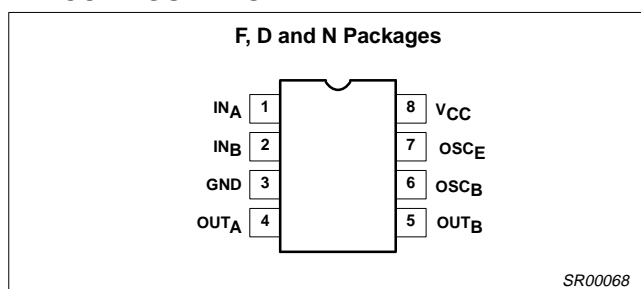 F, D and N Packages
INA 1 8 VCC
INB 2 7 OSCE
GND 3 6 OSCB
OUTA 4 5 OUTB
SR00068